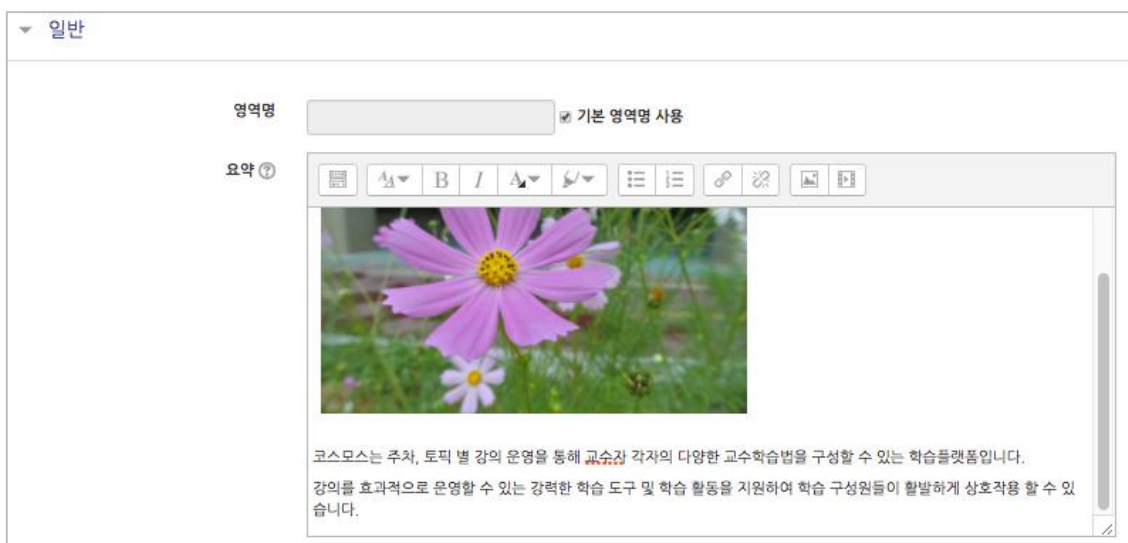 일반
영역명
기본 영역명 사용
요약
B I
코스모스는 주차, 토픽 별 강의 운영을 통해 교수자 각자의 다양한 교수학습법을 구성할 수 있는 학습플랫폼입니다.
강의를 효과적으로 운영할 수 있는 강력한 학습 도구 및 학습 활동을 지원하여 학습 구성원들이 활발하게 상호작용 할 수 있
습니다.